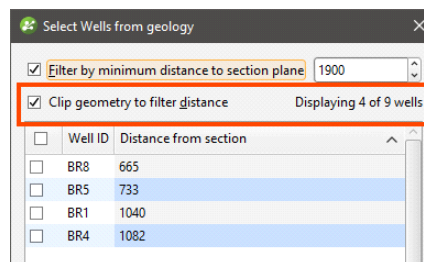 Select Wells from geology
Filter by minimum distance to section plane 1900
Clip geometry to filter distance Displaying 4 of 9 wells
Well ID Distance from section
BR8 665
BR5 733
BR1 1040
BR4 1082